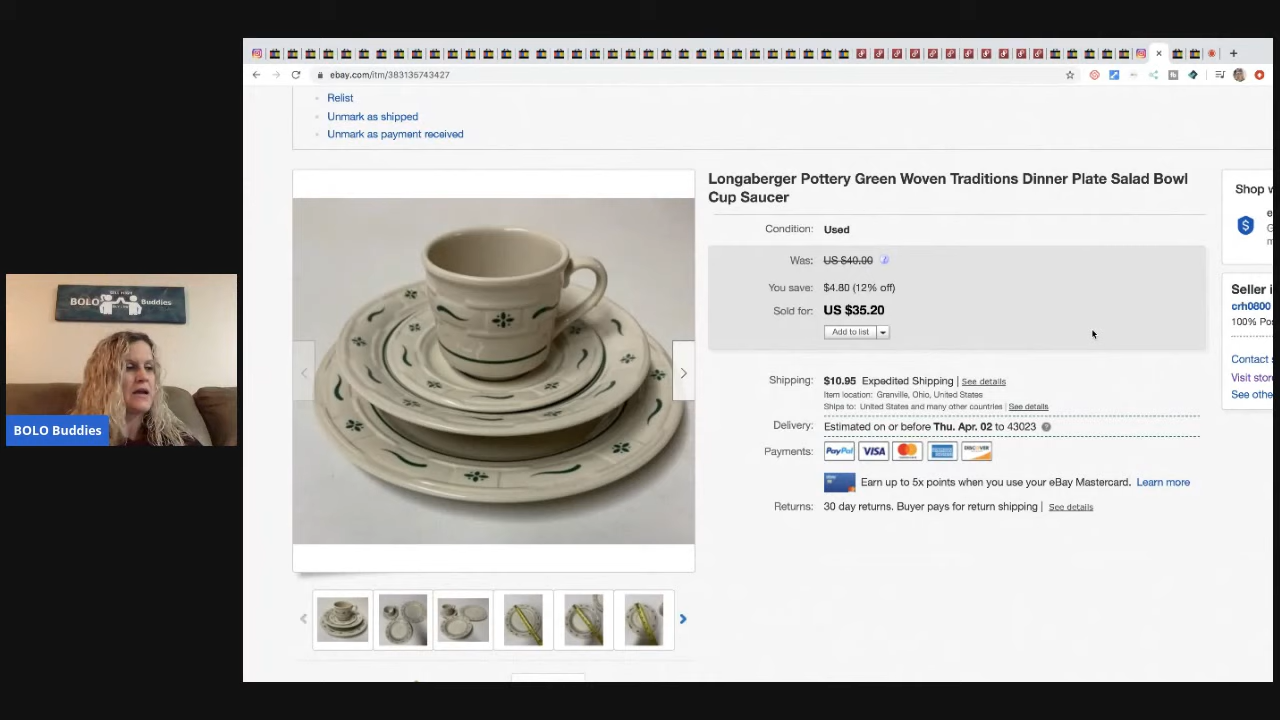 ebay.com/itm/383135743427
Relist
Unmark as shipped
Unmark as payment received
Longaberger Pottery Green Woven Traditions Dinner Plate Salad Bowl
Cup Saucer
Condition: Used
Was: US $40.00
You save: $4.80 (12% off)
Sold for: US $35.20
Add to list
Shipping: $10.95 Expedited Shipping | See details
Item location: Granville, Ohio, United States
Ships to: United States and many other countries | See details
Delivery: Estimated on or before Thu. Apr. 02 to 43023
Payments: PayPal VISA
Earn up to 5x points when you use your eBay Mastercard. Learn more
Returns: 30 day returns. Buyer pays for return shipping | See details
Shop w
Seller i
crh0800
100% Pos
Contact s
Visit store
See othe
BOLO Buddies
BOLO Buddies